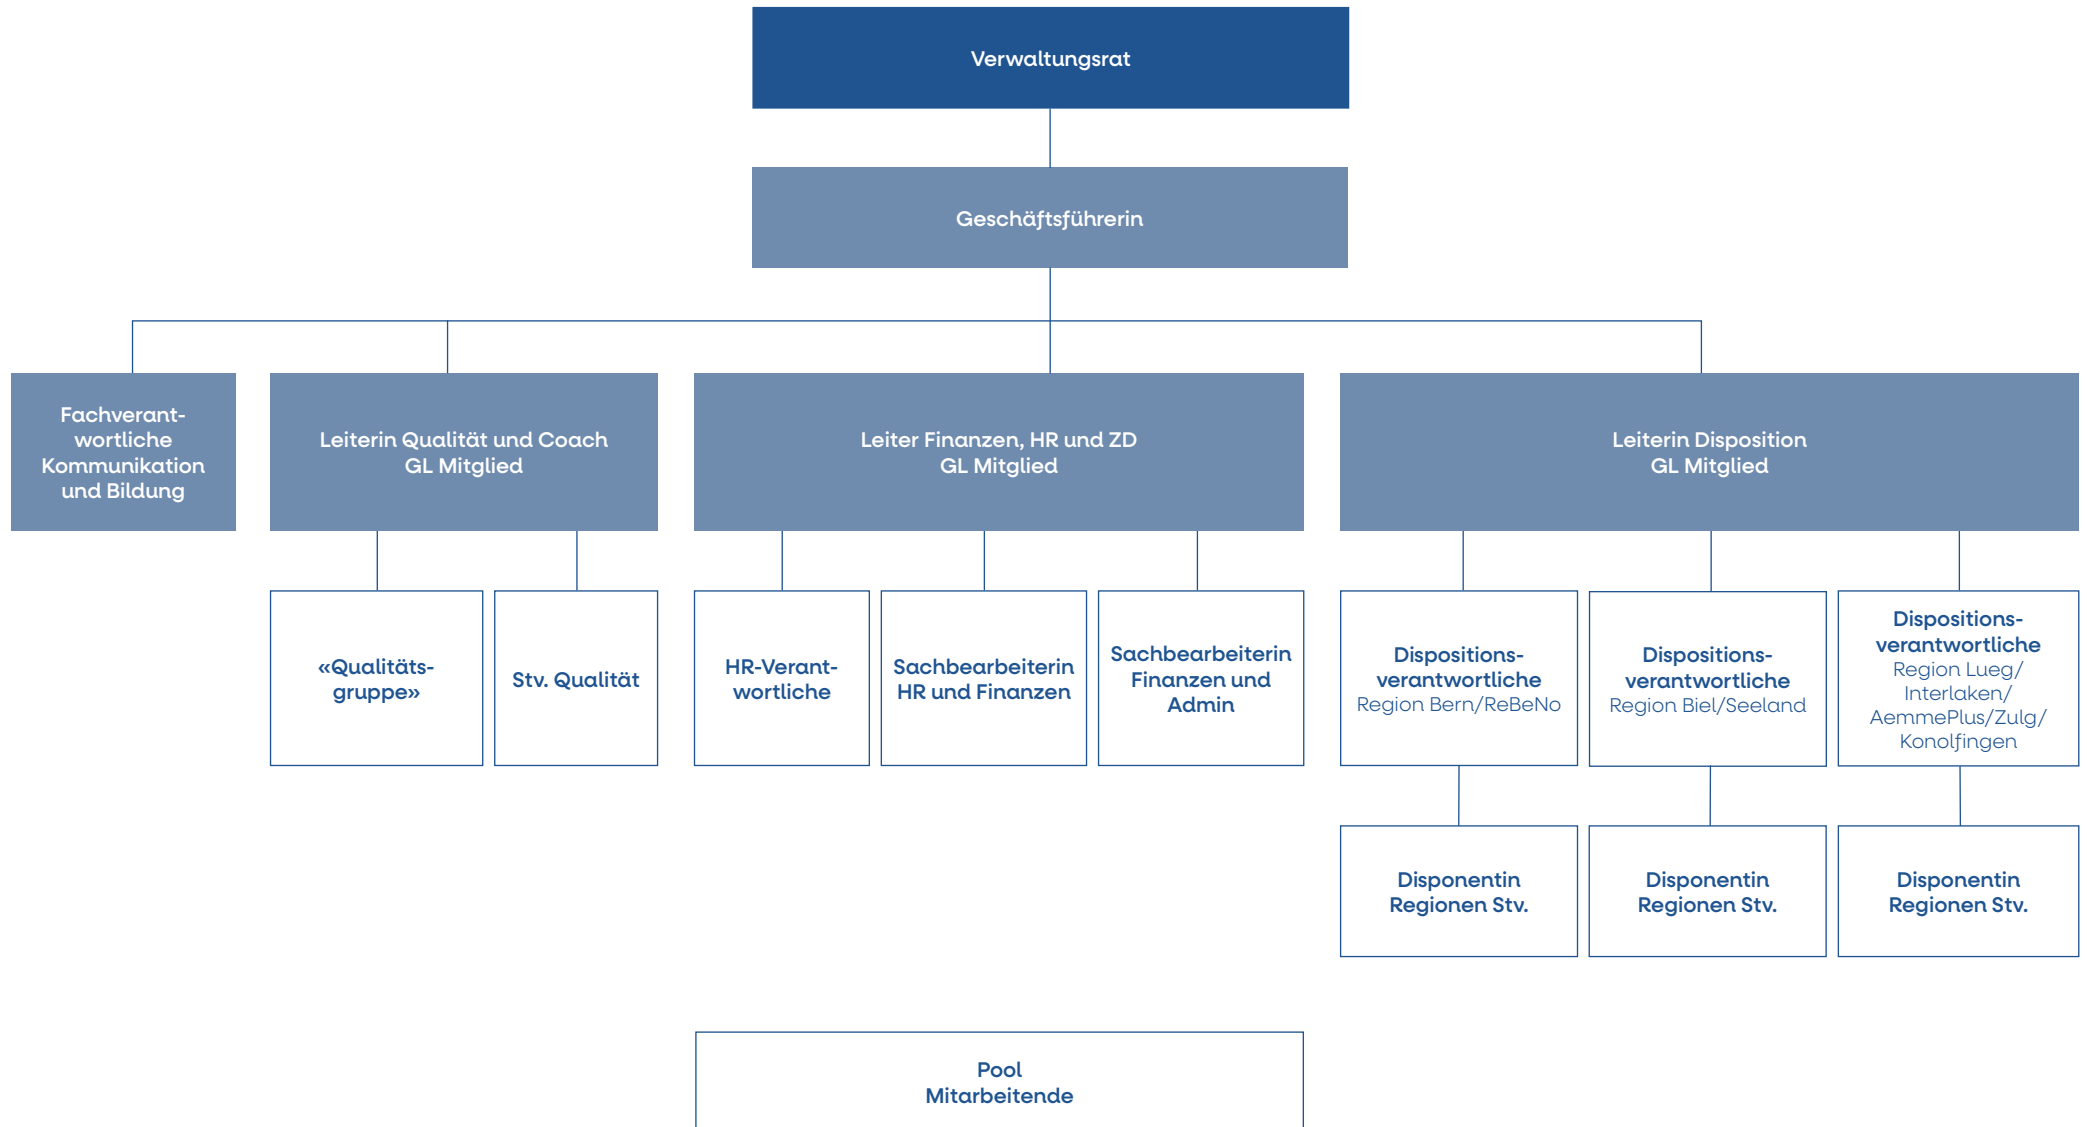 Verwaltungsrat
Geschäftsführerin
Fachverant-
wortliche
Kommunikation
und Bildung
Leiterin Qualität und Coach
GL Mitglied
Leiter Finanzen, HR und ZD
GL Mitglied
Leiterin Disposition
GL Mitglied
«Qualitäts-
gruppe»
Stv. Qualität
HR-Verant-
wortliche
Sachbearbeiterin
HR und Finanzen
Sachbearbeiterin
Finanzen und
Admin
Dispositions-
verantwortliche
Region Bern/ReBeNo
Dispositions-
verantwortliche
Region Biel/Seeland
Dispositions-
verantwortliche
Region Lueg/
Interlaken/
AemmePlus/Zulg/
Konolfingen
Disponentin
Regionen Stv.
Disponentin
Regionen Stv.
Disponentin
Regionen Stv.
Pool
Mitarbeitende